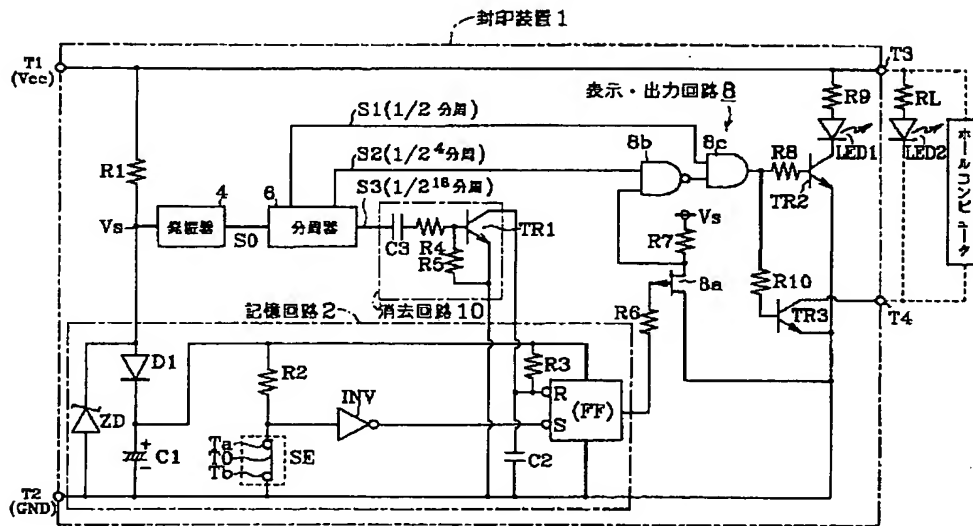 封印装置1
T1
(Vcc)
T3
R9
RL
表示・出力回路8
S1(1/2 分周)
S2(1/2⁴分周)
S3(1/2¹⁸分周)
8b
8c
R8
LED1
LED2
TR2
ホールコンピュータ
R1
4
6
Vs
発振器
S0
分周器
C3
R4
R5
TR1
Vs
R7
8a
R10
TR3
T4
R6
記憶回路2
消去回路10
D1
R2
R3
INV
R
(FF)
S
ZD
C1
+
-
Ta
T0
Tb
SE
C2
T2
(GND)